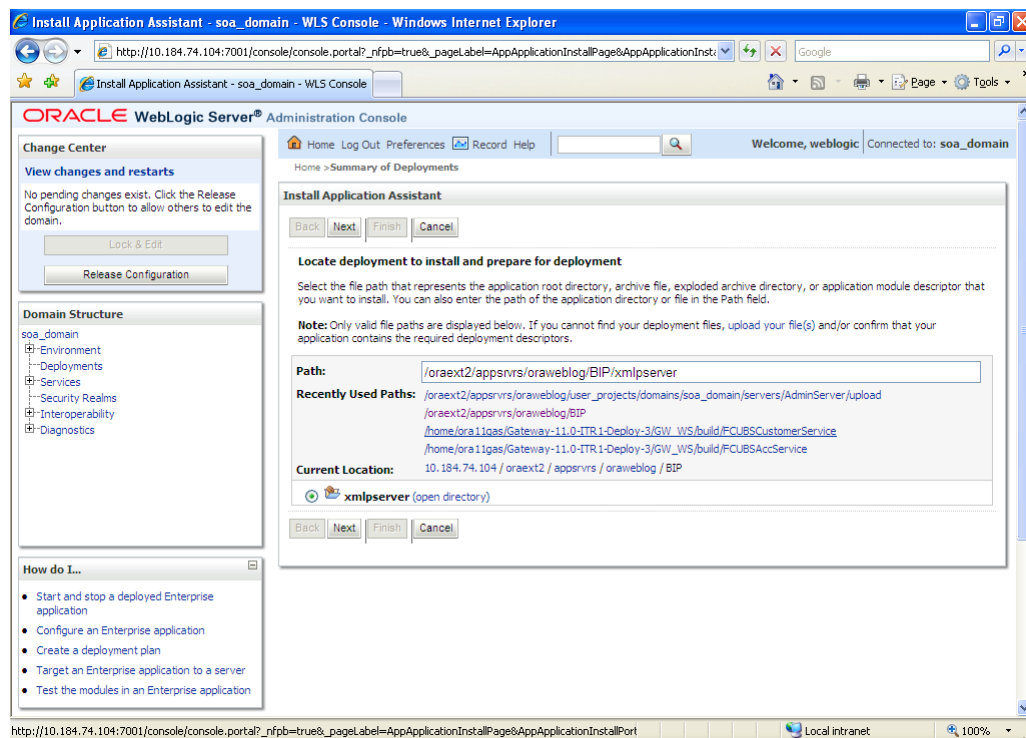 Install Application Assistant - soa_domain - WLS Console - Windows Internet Explorer
http://10.184.74.104:7001/console/console.portal?_nfpb=true&_pageLabel=AppApplicationInstallPage&AppApplicationInsta
Google
Install Application Assistant - soa_domain - WLS Console
Page
Tools
ORACLE WebLogic Server® Administration Console
Change Center
View changes and restarts
No pending changes exist. Click the Release
Configuration button to allow others to edit the
domain.
Lock & Edit
Release Configuration
Domain Structure
soa_domain
Environment
Deployments
Services
Security Realms
Interoperability
Diagnostics
How do I...
Start and stop a deployed Enterprise
application
Configure an Enterprise application
Create a deployment plan
Target an Enterprise application to a server
Test the modules in an Enterprise application
Home Log Out Preferences Record Help
Welcome, weblogic Connected to: soa_domain
Home >Summary of Deployments
Install Application Assistant
Back Next Finish Cancel
Locate deployment to install and prepare for deployment
Select the file path that represents the application root directory, archive file, exploded archive directory, or application module descriptor that
you want to install. You can also enter the path of the application directory or file in the Path field.
Note: Only valid file paths are displayed below. If you cannot find your deployment files, upload your file(s) and/or confirm that your
application contains the required deployment descriptors.
Path: /oraext2/appsrvrs/oraweblog/BIP/xmlpserver
Recently Used Paths: /oraext2/appsrvrs/oraweblog/user_projects/domains/soa_domain/servers/AdminServer/upload
/oraext2/appsrvrs/oraweblog/BIP
/home/ora11gas/Gateway-11.0-ITR1-Deploy-3/GW_WS/build/FCUBSCustomerService
/home/ora11gas/Gateway-11.0-ITR1-Deploy-3/GW_WS/build/FCUBSAccService
Current Location: 10.184.74.104 / oraext2 / appsrvrs / oraweblog / BIP
xmlpserver (open directory)
Back Next Finish Cancel
http://10.184.74.104:7001/console/console.portal?_nfpb=true&_pageLabel=AppApplicationInstallPage&AppApplicationInstallPort
Local intranet
100%